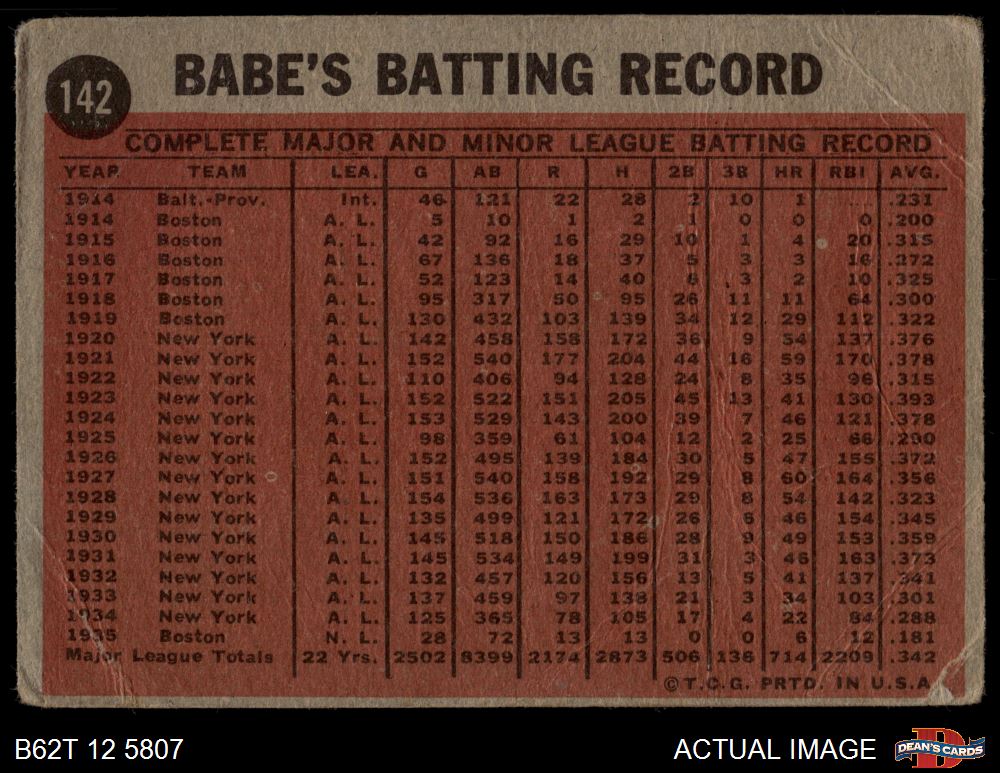 142
BABE'S BATTING RECORD
COMPLETE MAJOR AND MINOR LEAGUE BATTING RECORD
YEAR TEAM LEA. G AB R H 2B 3B HR RBI AVG.
1914 Balt.-Prov. Int. 46 121 22 28 2 10 1 .... .231
1914 Boston A. L. 5 10 1 2 1 0 0 0 .200
1915 Boston A. L. 42 92 16 29 10 1 4 20 .315
1916 Boston A. L. 67 136 18 37 5 3 3 16 .272
1917 Boston A. L. 52 123 14 40 6 3 2 10 .325
1918 Boston A. L. 95 317 50 95 26 11 11 64 .300
1919 Boston A. L. 130 432 103 139 34 12 29 112 .322
1920 New York A. L. 142 458 158 172 36 9 54 137 .376
1921 New York A. L. 152 540 177 204 44 16 59 170 .378
1922 New York A. L. 110 406 94 128 24 8 35 96 .315
1923 New York A. L. 152 522 151 205 45 13 41 130 .393
1924 New York A. L. 153 529 143 200 39 7 46 121 .378
1925 New York A. L. 98 359 61 104 12 2 25 66 .290
1926 New York A. L. 152 495 139 184 30 5 47 155 .372
1927 New York A. L. 151 540 158 192 29 8 60 164 .356
1928 New York A. L. 154 536 163 173 29 8 54 142 .323
1929 New York A. L. 135 499 121 172 26 6 46 154 .345
1930 New York A. L. 145 518 150 186 28 9 49 153 .359
1931 New York A. L. 145 534 149 199 31 3 46 163 .373
1932 New York A. L. 132 457 120 156 13 5 41 137 .341
1933 New York A. L. 137 459 97 138 21 3 34 103 .301
1934 New York A. L. 125 365 78 105 17 4 22 84 .288
1935 Boston N. L. 28 72 13 13 0 0 6 12 .181
Major League Totals 22 Yrs. 2502 8399 2174 2873 506 136 714 2209 .342
© T.C.G. PRTD. IN U.S.A.
B62T 12 5807
ACTUAL IMAGE
D
DEAN'S CARDS